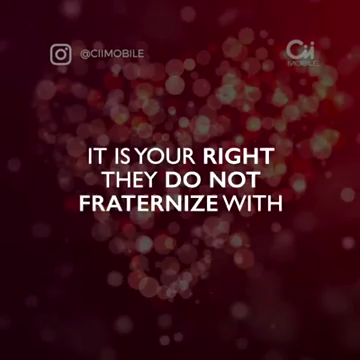 @CIIMOBILE
Cii
MOBILE
IT IS YOUR RIGHT
THEY DO NOT
FRATERNIZE WITH